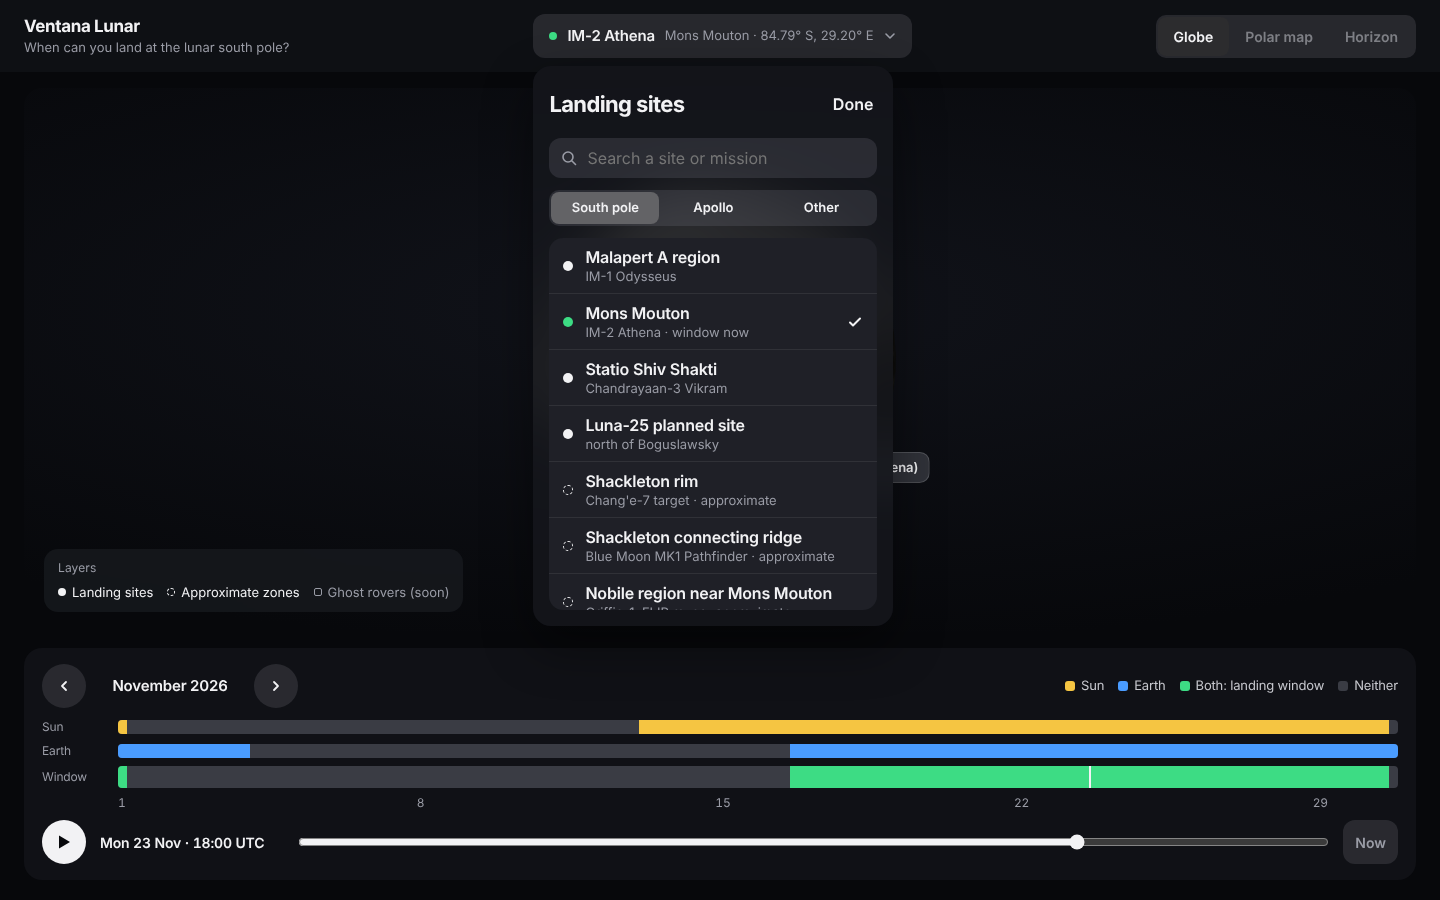 Ventana Lunar
When can you land at the lunar south pole?
IM-2 Athena Mons Mouton · 84.79° S, 29.20° E
Globe Polar map Horizon
Landing sites Done
Search a site or mission
South pole Apollo Other
Malapert A region
IM-1 Odysseus
Mons Mouton
IM-2 Athena · window now
Statio Shiv Shakti
Chandrayaan-3 Vikram
Luna-25 planned site
north of Boguslawsky
ena)
Shackleton rim
Chang'e-7 target · approximate
Shackleton connecting ridge
Blue Moon MK1 Pathfinder · approximate
Nobile region near Mons Mouton
Layers
Landing sites Approximate zones Ghost rovers (soon)
November 2026
Sun Earth Both: landing window Neither
Sun
Earth
Window
1 8 15 22 29
Mon 23 Nov · 18:00 UTC
Now